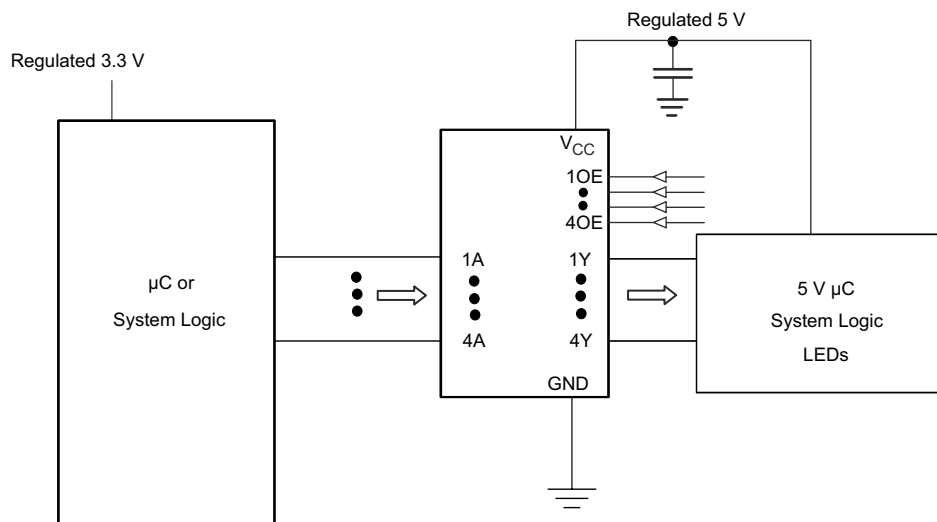 Regulated 5 V
Regulated 3.3 V
VCC
1OE
4OE
1A
1Y
4A
4Y
GND
µC or
System Logic
5 V µC
System Logic
LEDs